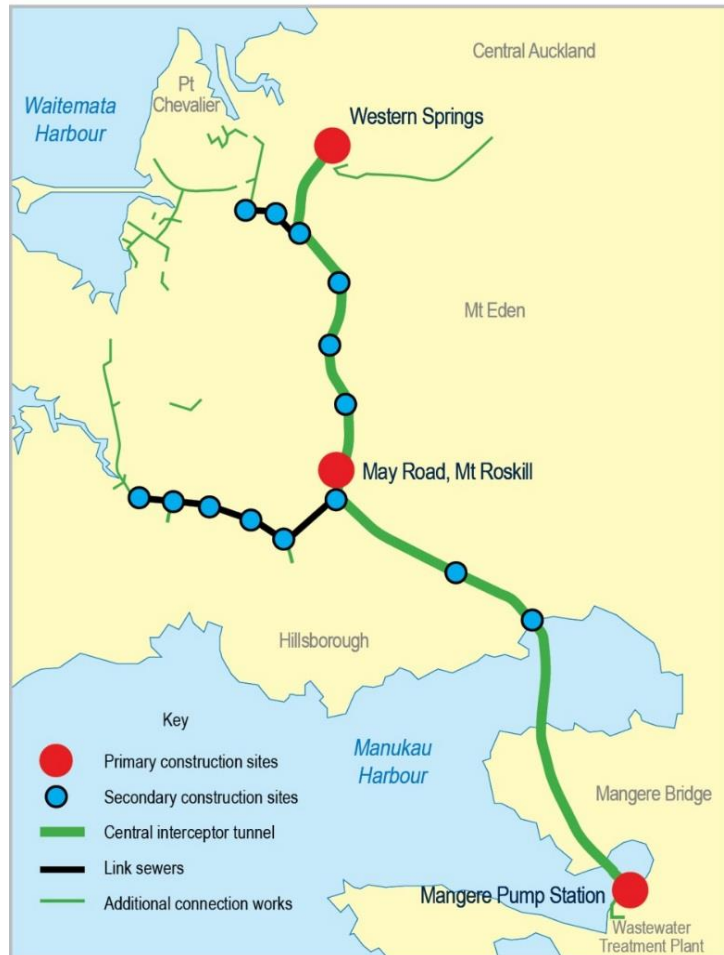 Central Auckland
Pt
Chevalier
Waitemata
Harbour
Western Springs
Mt Eden
May Road, Mt Roskill
Hillsborough
Key
Primary construction sites
Secondary construction sites
Central interceptor tunnel
Link sewers
Additional connection works
Manukau
Harbour
Mangere Bridge
Mangere Pump Station
Wastewater
Treatment Plant